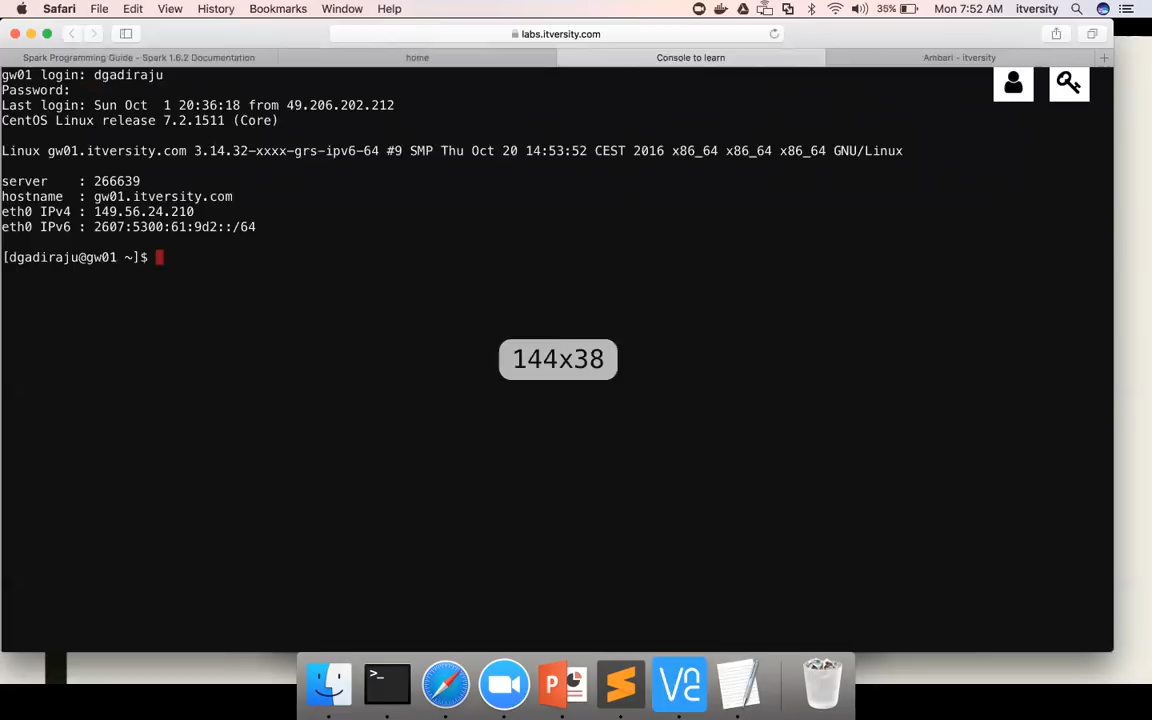 Safari File Edit View History Bookmarks Window Help 35% Mon 7:52 AM itversity
labs.itversity.com
Spark Programming Guide - Spark 1.6.2 Documentation home Console to learn Ambari - itversity
gw01 login: dgadiraju
Password:
Last login: Sun Oct  1 20:36:18 from 49.206.202.212
CentOS Linux release 7.2.1511 (Core)
Linux gw01.itversity.com 3.14.32-xxxx-grs-ipv6-64 #9 SMP Thu Oct 20 14:53:52 CEST 2016 x86_64 x86_64 x86_64 GNU/Linux
server    : 266639
hostname  : gw01.itversity.com
eth0 IPv4 : 149.56.24.210
eth0 IPv6 : 2607:5300:61:9d2::/64
[dgadiraju@gw01 ~]$
144x38
>_ P VNC